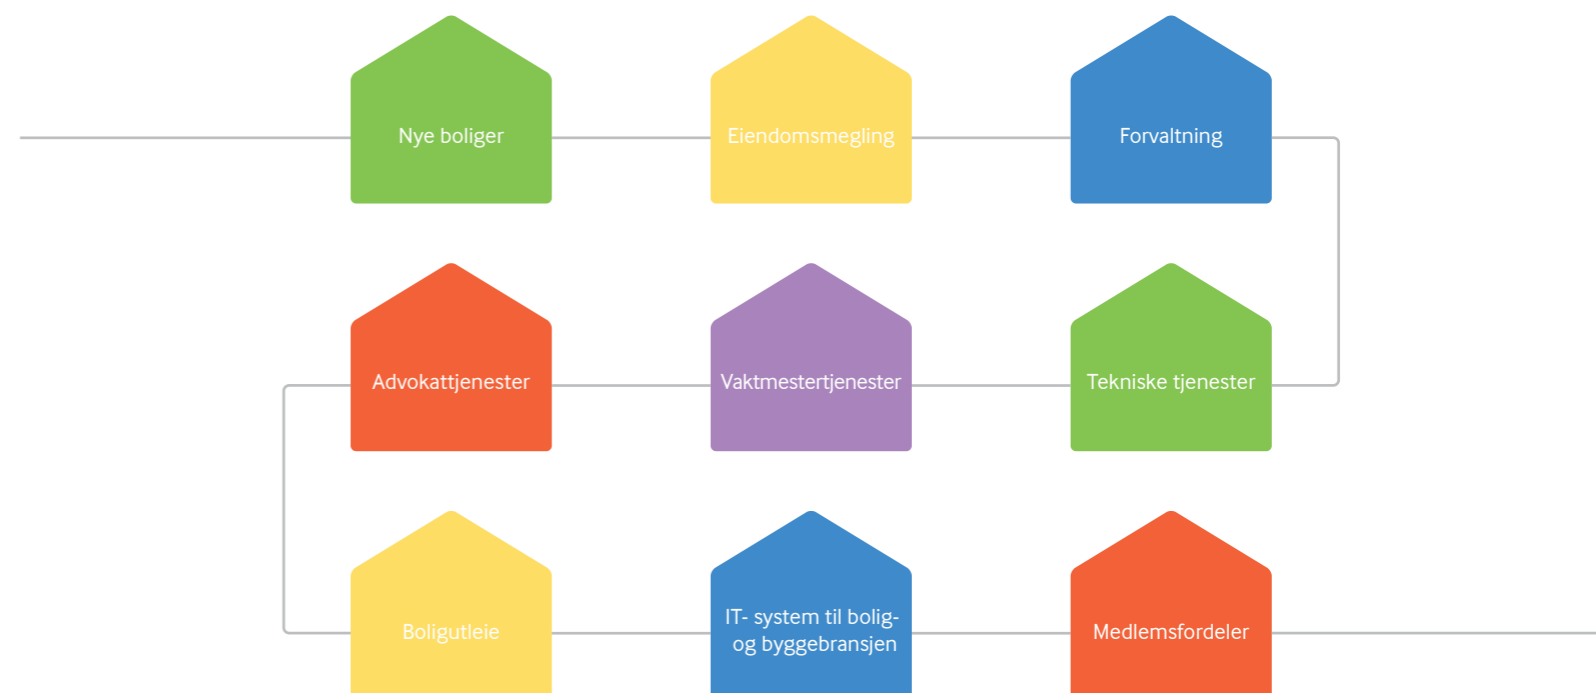 Nye boliger
Eiendomsmegling
Forvaltning
Advokattjenester
Vaktmestertjenester
Tekniske tjenester
Boligutleie
IT- system til bolig-
og byggebransjen
Medlemsfordeler